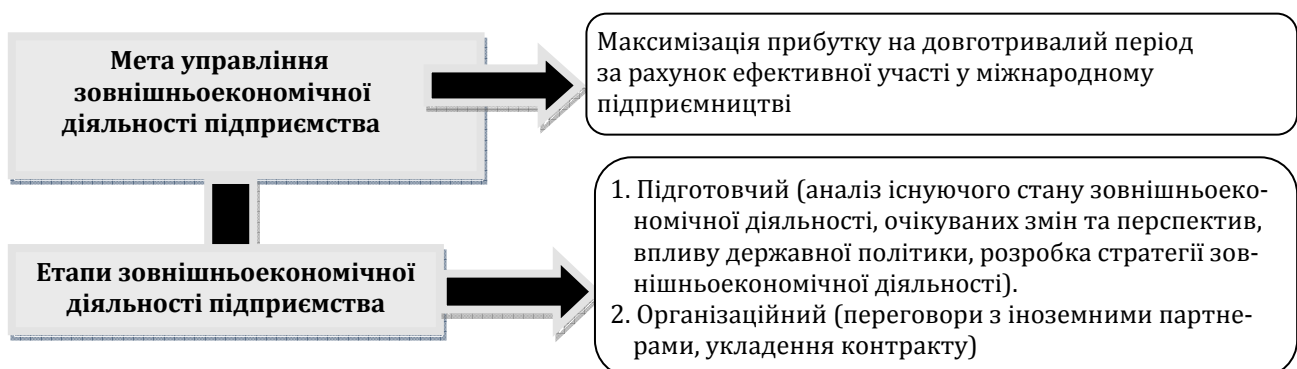 Мета управління
зовнішньоекономічної
діяльності підприємства
Максимізація прибутку на довготривалий період
за рахунок ефективної участі у міжнародному
підприємництві
Етапи зовнішньоекономічної
діяльності підприємства
1. Підготовчий (аналіз існуючого стану зовнішньоеко-
номічної діяльності, очікуваних змін та перспектив,
впливу державної політики, розробка стратегії зов-
нішньоекономічної діяльності).
2. Організаційний (переговори з іноземними партне-
рами, укладення контракту)